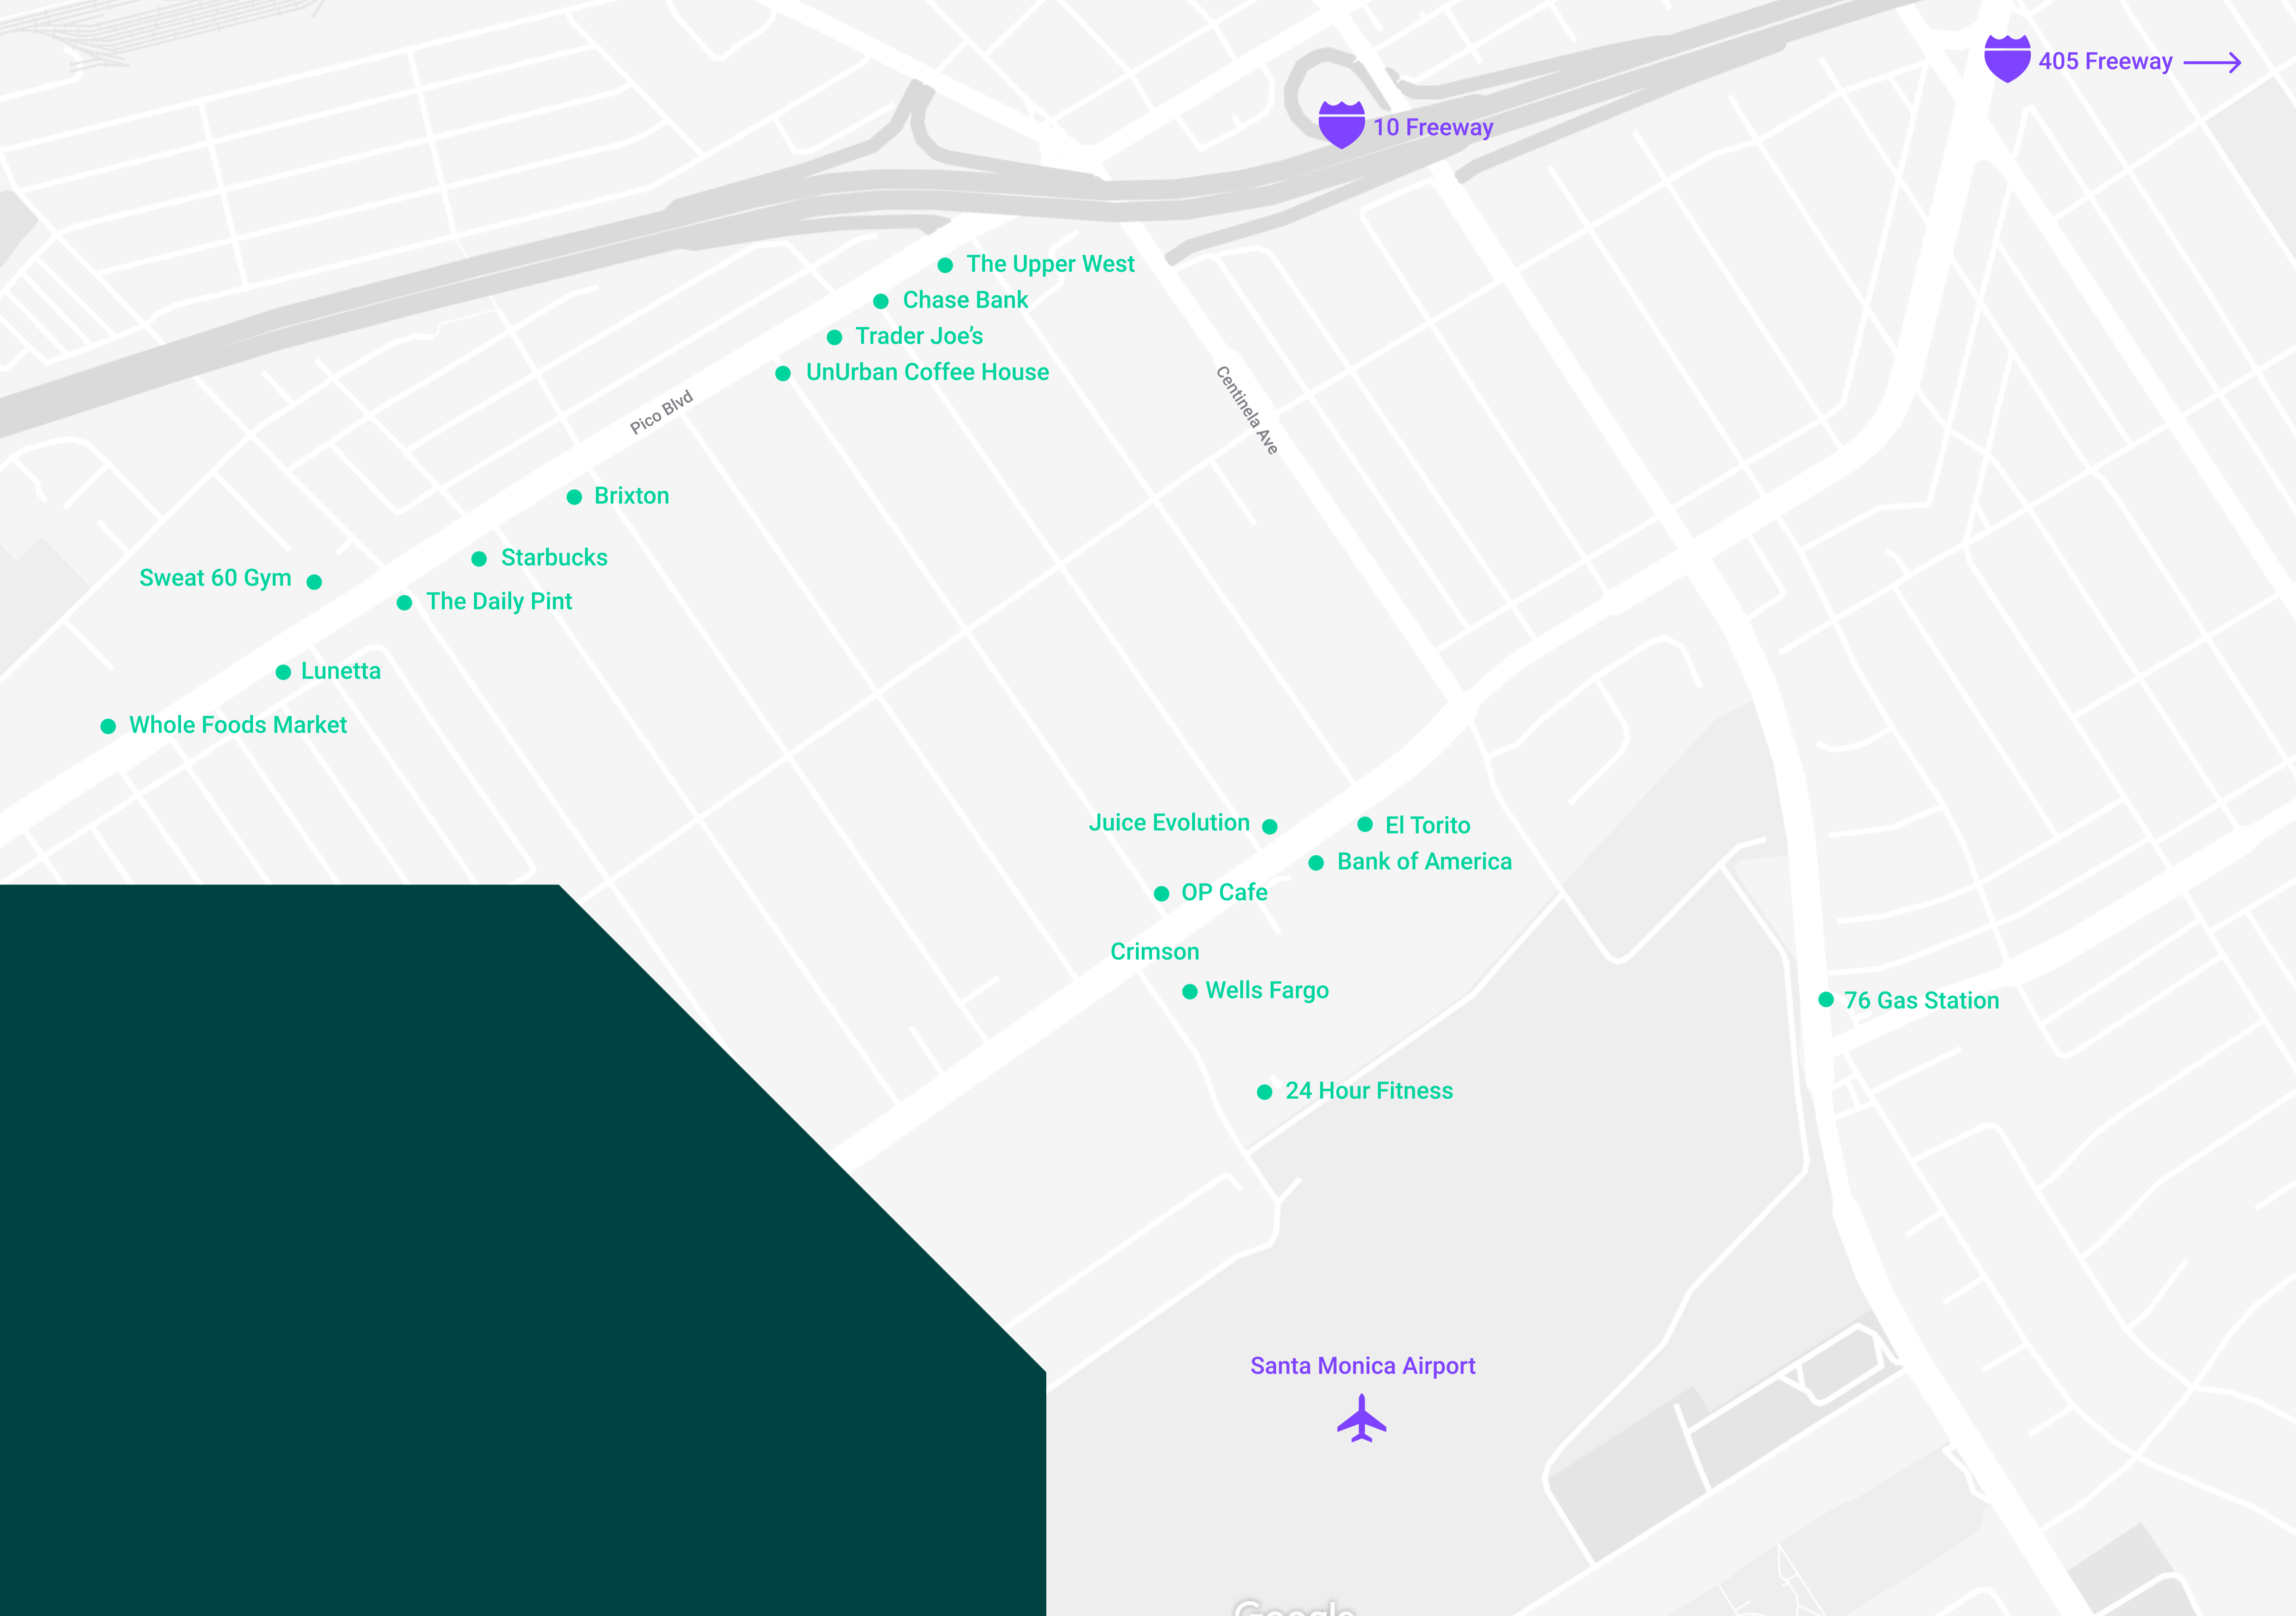 405 Freeway
10 Freeway
The Upper West
Chase Bank
Trader Joe’s
UnUrban Coffee House
Pico Blvd
Centinela Ave
Brixton
Starbucks
Sweat 60 Gym
The Daily Pint
Lunetta
Whole Foods Market
Juice Evolution
El Torito
Bank of America
OP Cafe
Crimson
Wells Fargo
76 Gas Station
24 Hour Fitness
Santa Monica Airport
Google